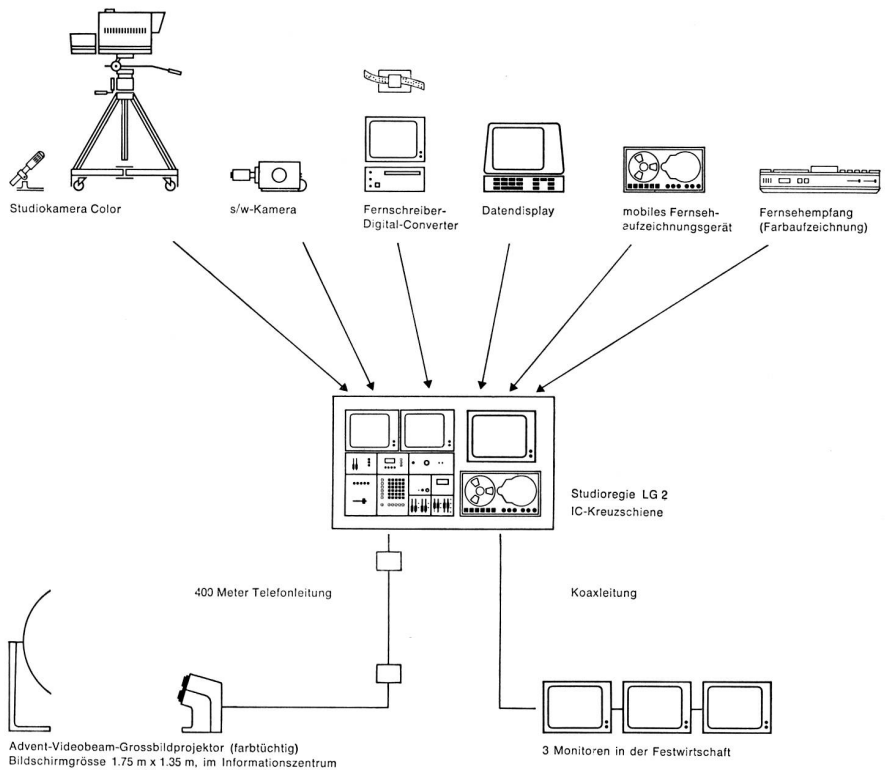 Studiokamera Color
s/w-Kamera
Fernschreiber-
Digital-Converter
Datendisplay
mobiles Fernseh-
aufzeichnungsgerät
Fernsehempfang
(Farbaufzeichnung)
Studioregie LG 2
IC-Kreuzschiene
400 Meter Telefonleitung
Koaxleitung
Advent-Videobeam-Grossbildprojektor (farbtüchtig)
Bildschirmgrösse 1.75 m x 1.35 m, im Informationszentrum
3 Monitoren in der Festwirtschaft